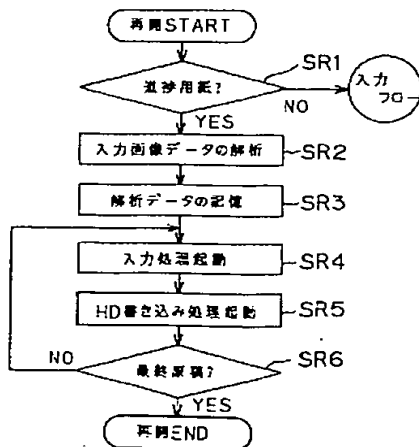 再開START
SR1
道捗用紙?
NO
入力
フロー
YES
入力画像データの解析
SR2
解析データの記憶
SR3
入力処理起動
SR4
HD書き込み処理起動
SR5
NO
最終原稿?
SR6
YES
再開END